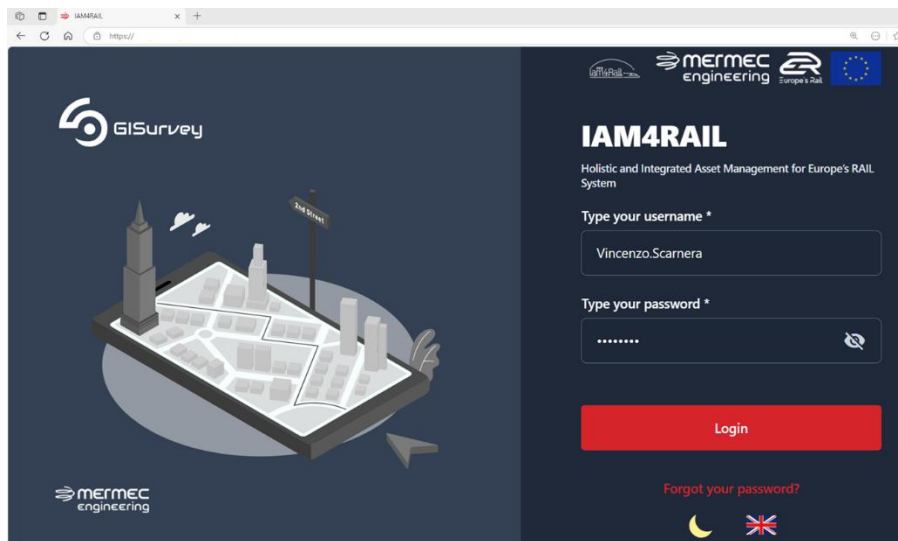 IAM4RAIL
https://
GISurvey
2nd Street
mermec
engineering
Iam4Rail
mermec
engineering
Europe's Rail
IAM4RAIL
Holistic and Integrated Asset Management for Europe's RAIL
System
Type your username *
Vincenzo.Scarnera
Type your password *
••••••••
Login
Forgot your password?